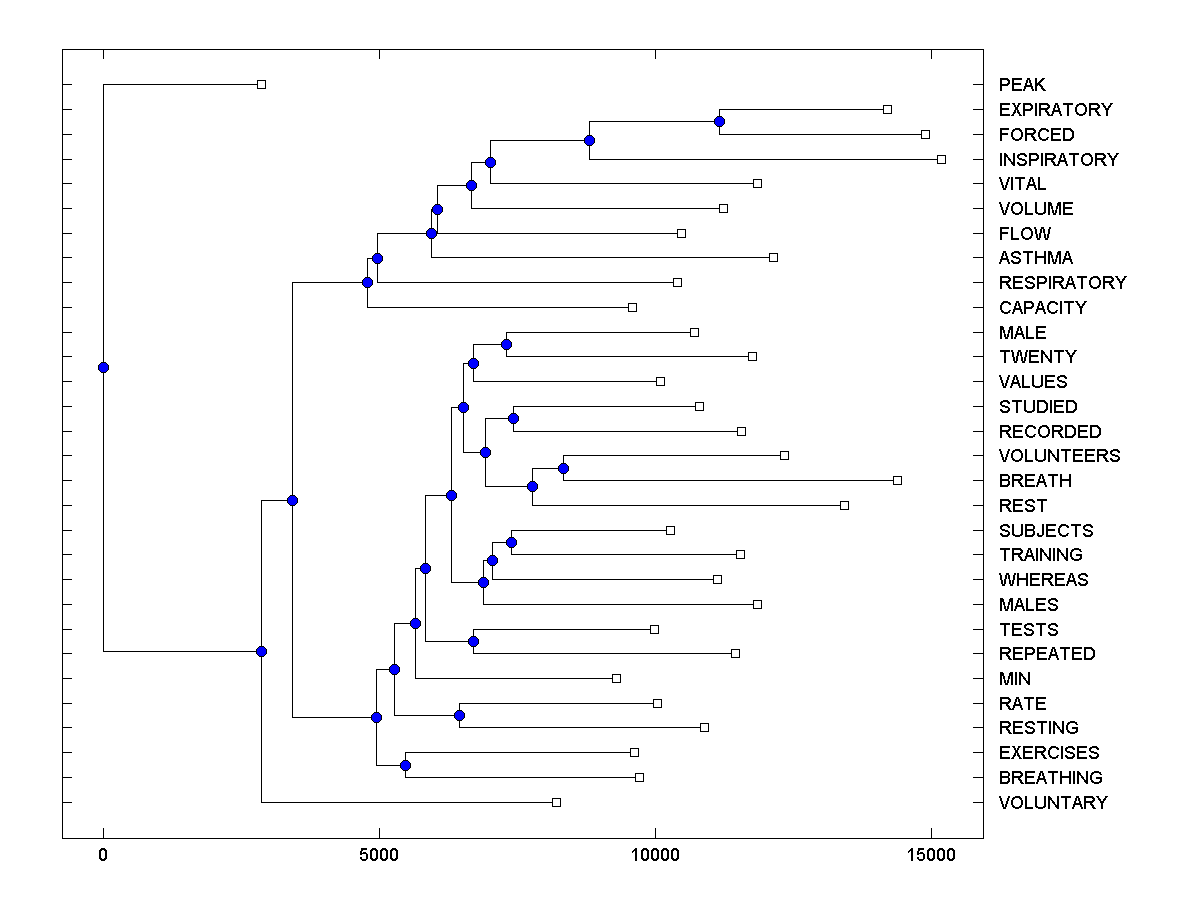 PEAK
EXPIRATORY
FORCED
INSPIRATORY
VITAL
VOLUME
FLOW
ASTHMA
RESPIRATORY
CAPACITY
MALE
TWENTY
VALUES
STUDIED
RECORDED
VOLUNTEERS
BREATH
REST
SUBJECTS
TRAINING
WHEREAS
MALES
TESTS
REPEATED
MIN
RATE
RESTING
EXERCISES
BREATHING
VOLUNTARY
0 5000 10000 15000